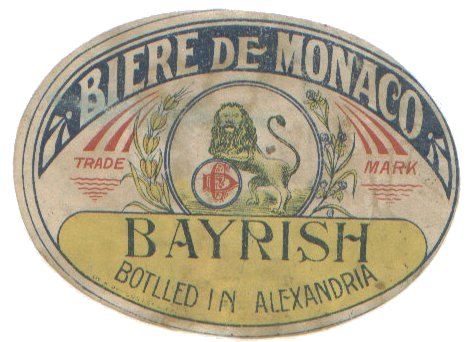 BIERE DE MONACO
TRADE MARK
BAYRISH
BOTLLED IN ALEXANDRIA